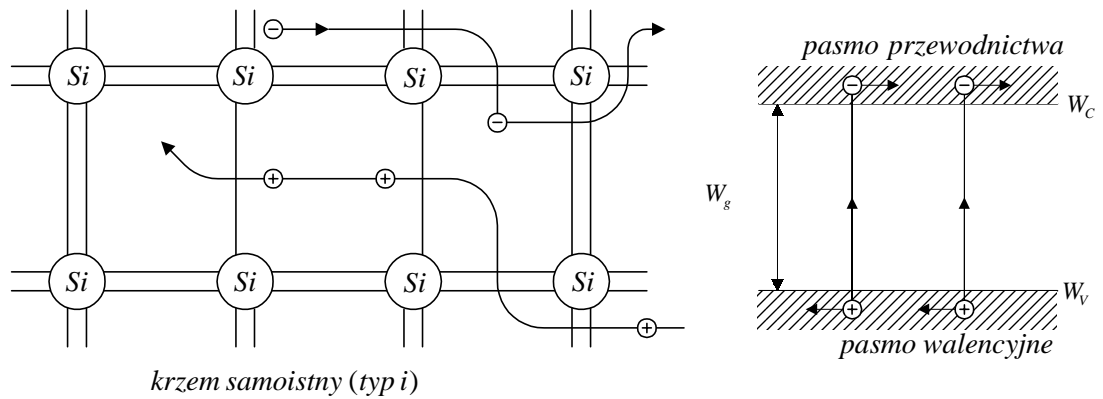 pasmo przewodnictwa
Si Si Si Si
W_C
W_g
Si Si Si Si
W_V
pasmo walencyjne
krzem samoistny (typ i)